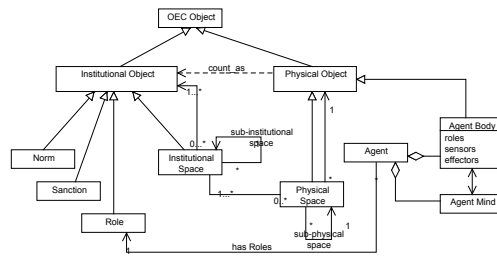 OEC Object
Institutional Object
count_as
Physical Object
1...*
1
0...*
sub-institutional
space
*
*
Agent Body
roles
sensors
effectors
Norm
Institutional
Space
Agent
Sanction
1...*
0..*
Physical
Space
*
*
1
Agent Mind
Role
sub-physical
space
1
has Roles